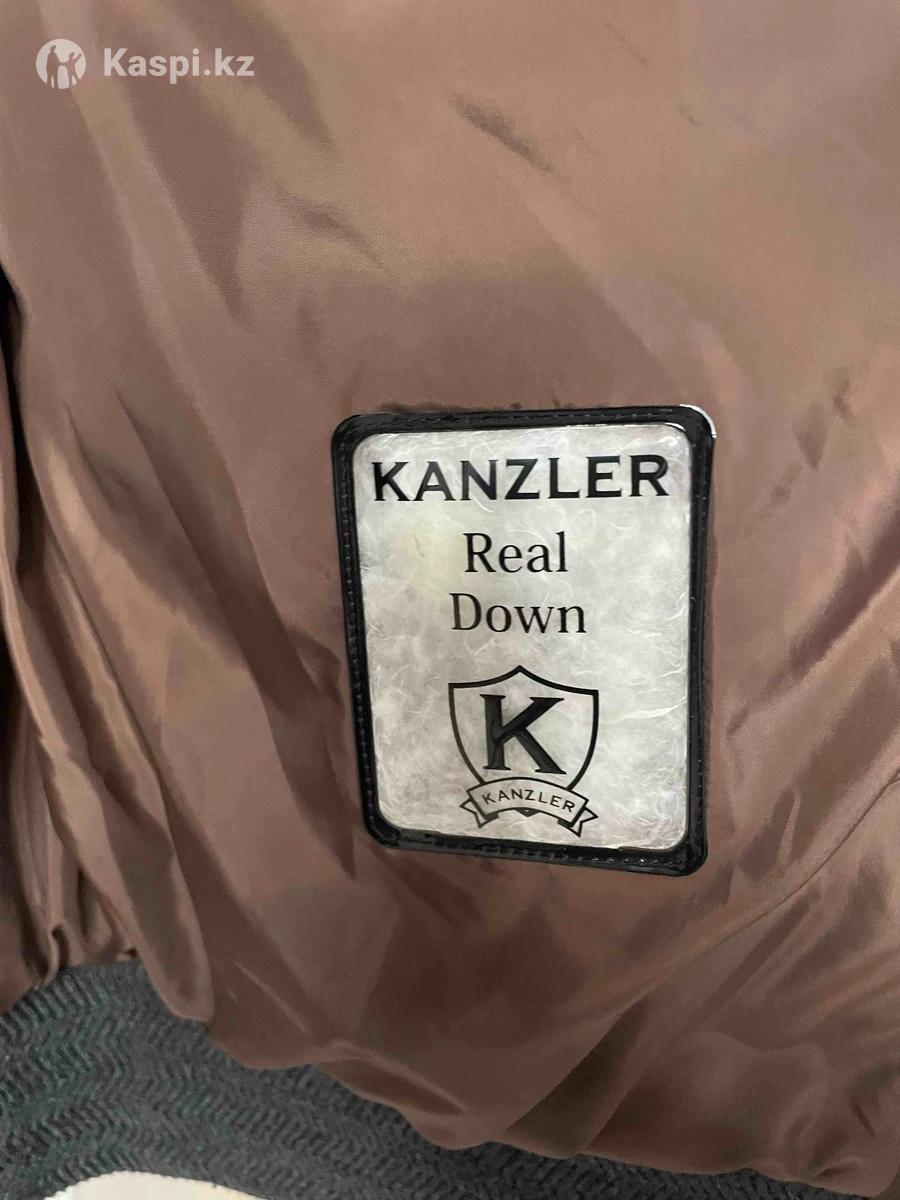 Kaspi.kz
KANZLER
Real
Down
K
KANZLER